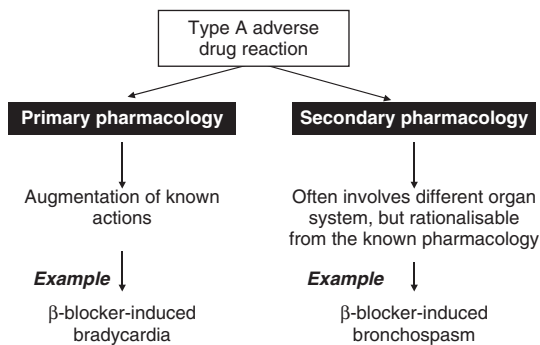 Type A adverse
drug reaction
Primary pharmacology
Secondary pharmacology
Augmentation of known
actions
Often involves different organ
system, but rationalisable
from the known pharmacology
Example
Example
β-blocker-induced
bradycardia
β-blocker-induced
bronchospasm